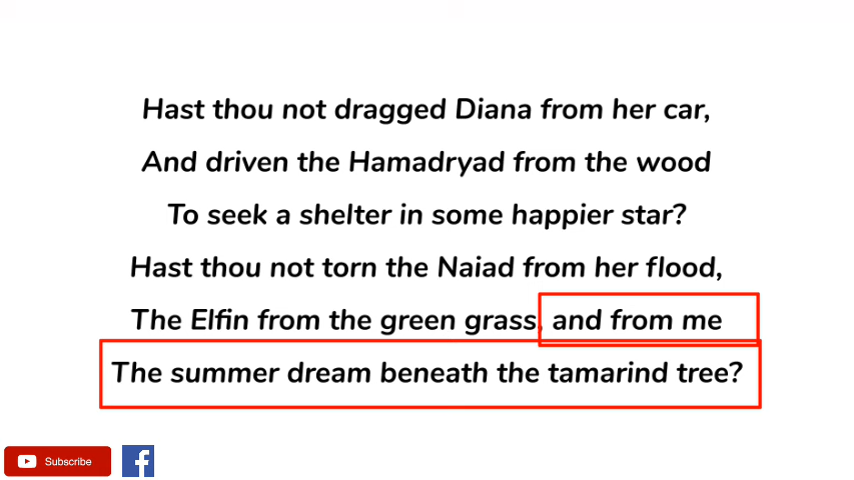 Hast thou not dragged Diana from her car,
And driven the Hamadryad from the wood
To seek a shelter in some happier star?
Hast thou not torn the Naiad from her flood,
The Elfin from the green grass, and from me
The summer dream beneath the tamarind tree?
Subscribe